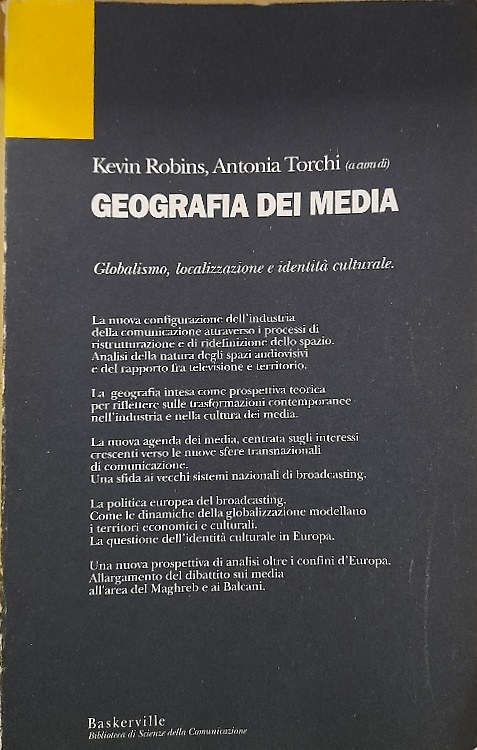 Kevin Robins, Antonia Torchi (a cura di)
GEOGRAFIA DEI MEDIA
Globalismo, localizzazione e identità culturale.
La nuova configurazione dell'industria
della comunicazione attraverso i processi di
ristrutturazione e di ridefinizione dello spazio.
Analisi della natura degli spazi audiovisivi
e del rapporto fra televisione e territorio.
La geografia intesa come prospettiva teorica
per riflettere sulle trasformazioni contemporanee
nell'industria e nella cultura dei media.
La nuova agenda dei media, centrata sugli interessi
crescenti verso le nuove sfere transnazionali
di comunicazione.
Una sfida ai vecchi sistemi nazionali di broadcasting.
La politica europea del broadcasting.
Come le dinamiche della globalizzazione modellano
i territori economici e culturali.
La questione dell'identità culturale in Europa.
Una nuova prospettiva di analisi oltre i confini d'Europa.
Allargamento del dibattito sui media
all'area del Maghreb e ai Balcani.
Baskerville
Biblioteca di Scienze della Comunicazione